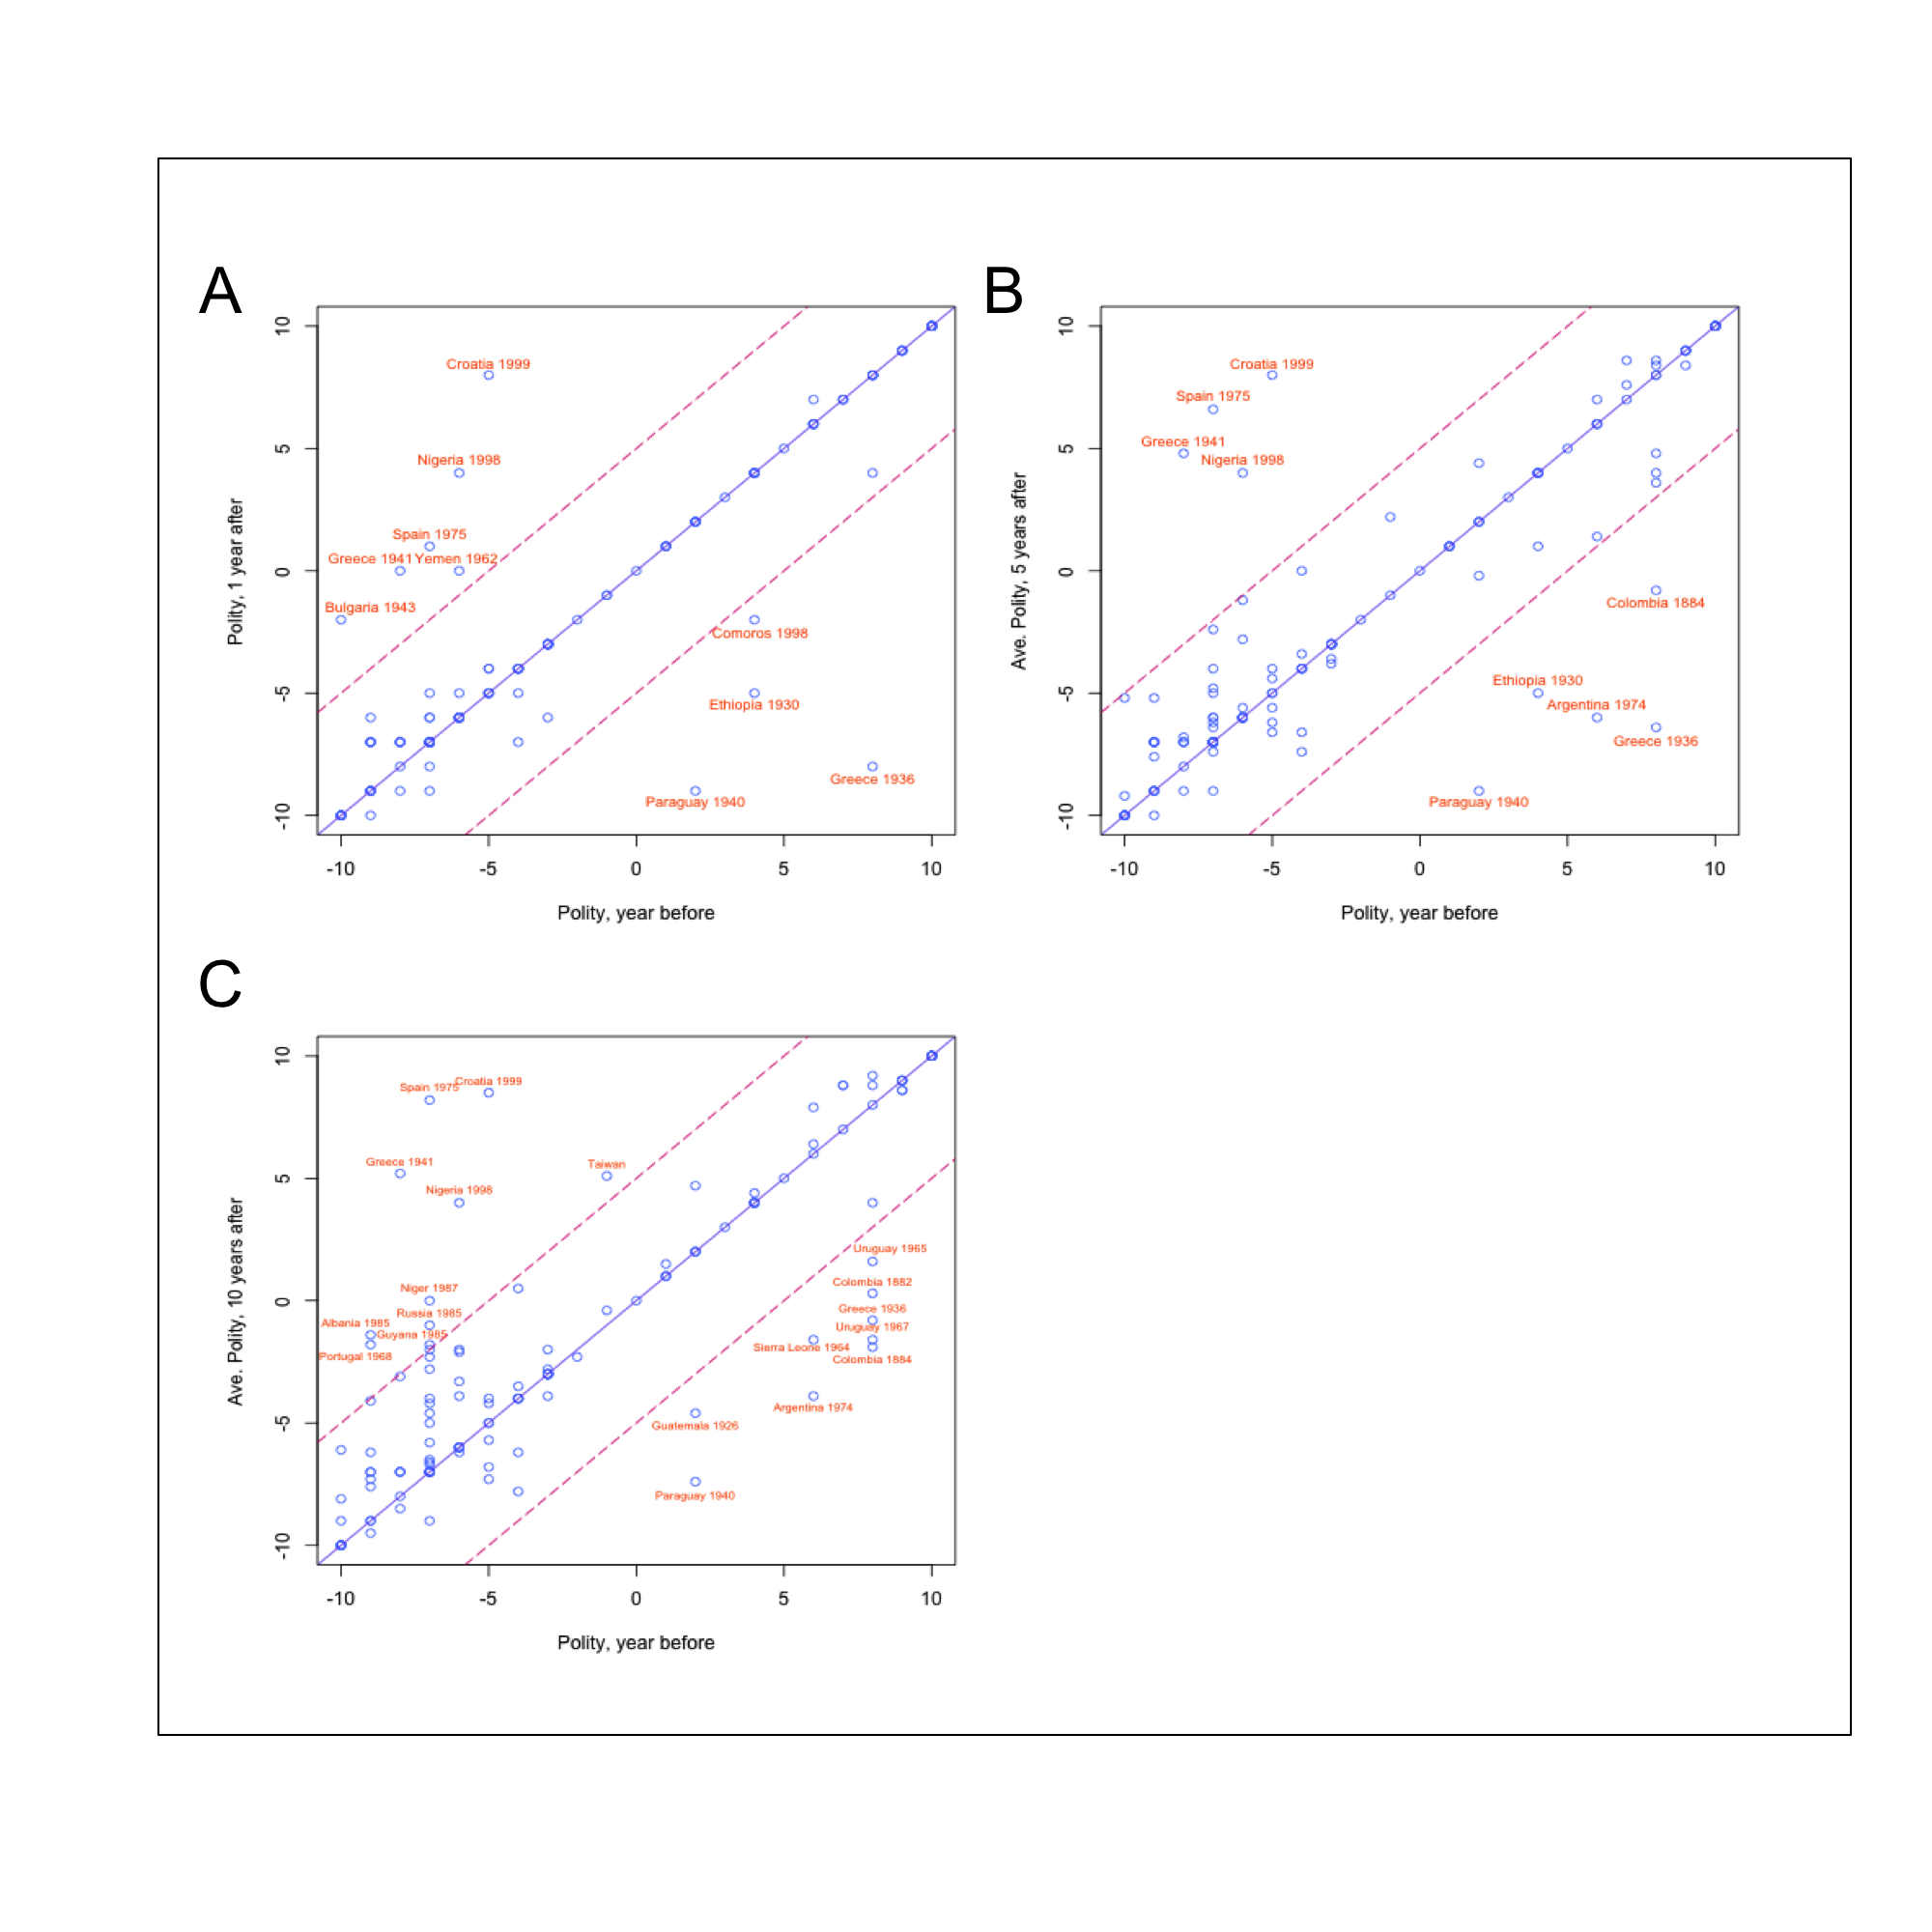 A
B
Polity, 1 year after
10
5
0
-5
-10
Croatia 1999
Nigeria 1998
Spain 1975
Greece 1941 Yemen 1962
Bulgaria 1943
Comoros 1998
Ethiopia 1930
Greece 1936
Paraguay 1940
-10 -5 0 5 10
Polity, year before
Ave. Polity, 5 years after
10
5
0
-5
-10
Croatia 1999
Spain 1975
Greece 1941
Nigeria 1998
Colombia 1884
Ethiopia 1930
Argentina 1974
Greece 1936
Paraguay 1940
-10 -5 0 5 10
Polity, year before
C
Ave. Polity, 10 years after
10
5
0
-5
-10
Spain 1975 Croatia 1999
Greece 1941
Taiwan
Nigeria 1998
Uruguay 1965
Colombia 1882
Niger 1987
Greece 1936
Russia 1985
Albania 1985
Uruguay 1967
Guyana 1985
Sierra Leone 1964
Portugal 1968
Colombia 1884
Argentina 1974
Guatemala 1926
Paraguay 1940
-10 -5 0 5 10
Polity, year before